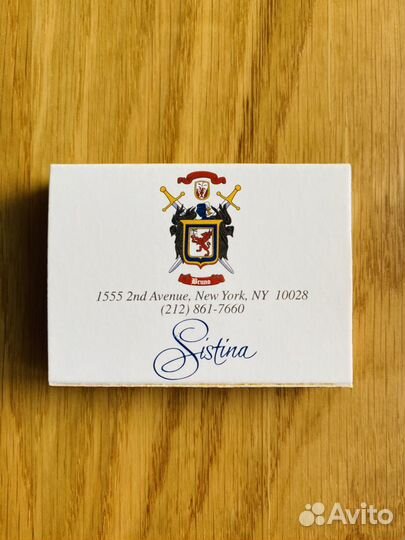 Bruno
1555 2nd Avenue, New York, NY 10028
(212) 861-7660
Sistina
Avito